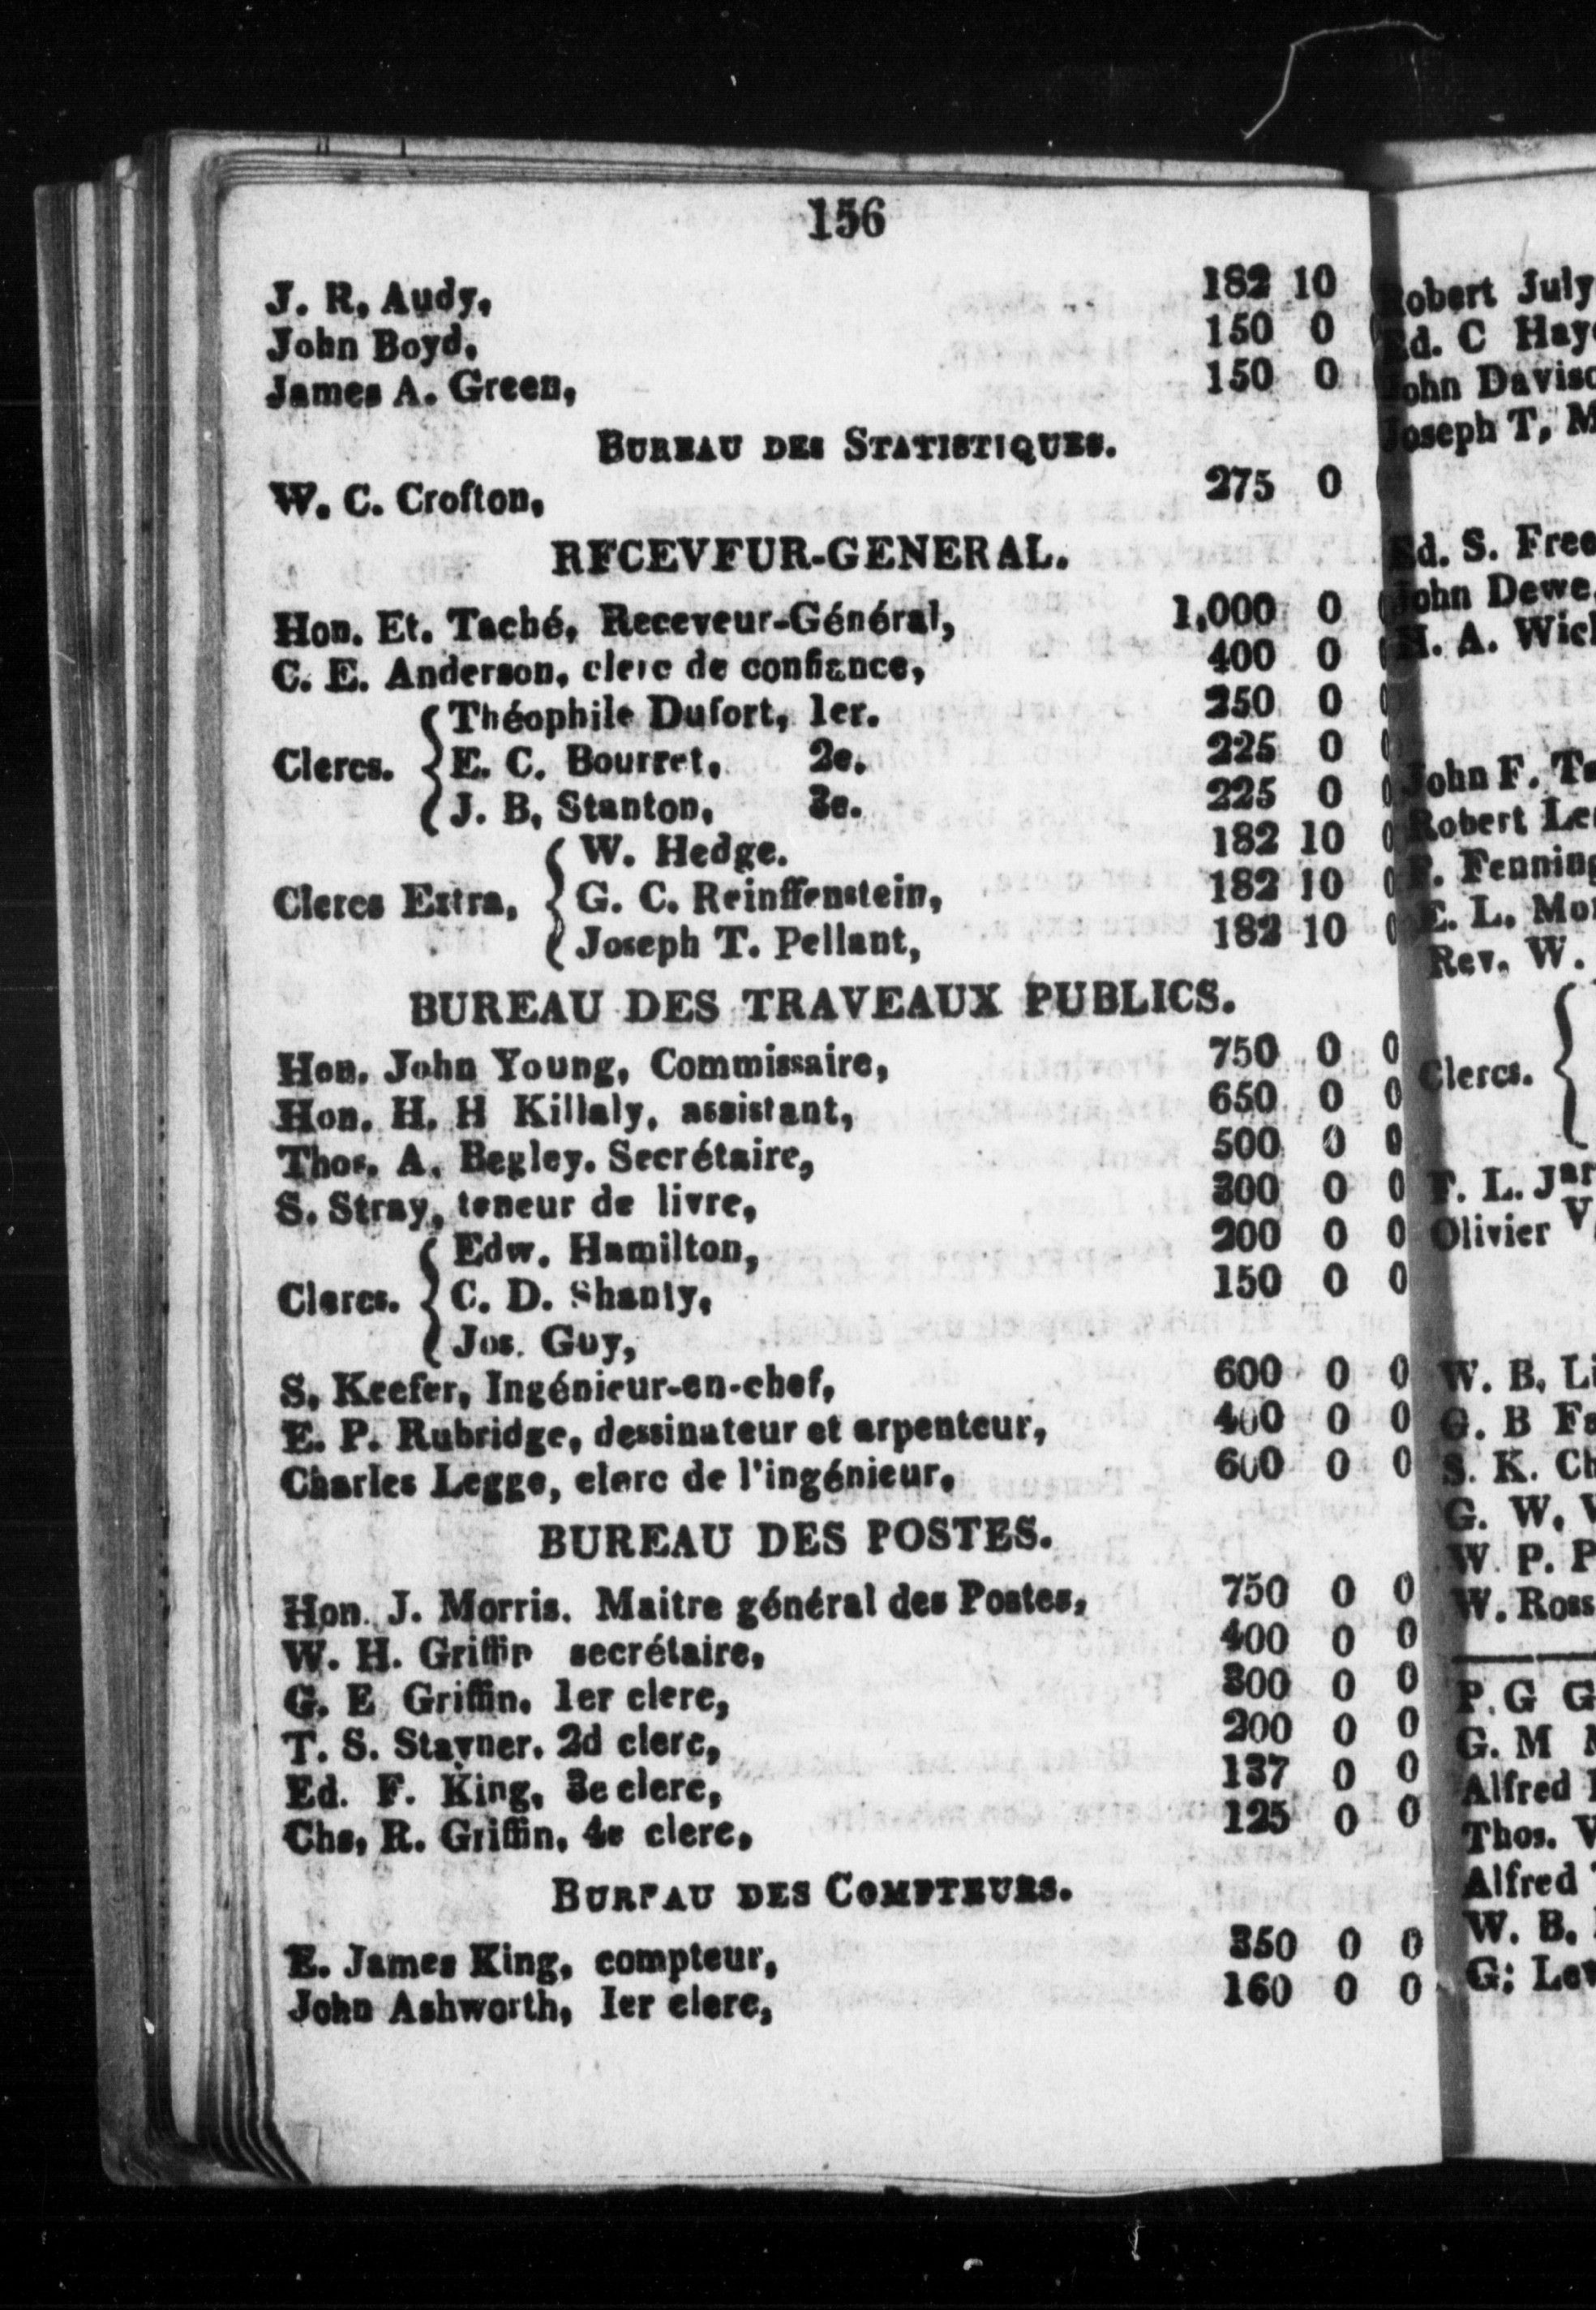 156
J. R, Audy, 182 10
John Boyd, 150 0
James A. Green, 150 0
BUREAU DES STATISTIQUES.
W. C. Crofton, 275 0
RECEVEUR-GENERAL.
Hon. Et. Taché, Receveur-Général, 1,000 0
C. E. Anderson, clerc de confiance, 400 0
Théophile Dufort, 1er. 250 0 0
Clercs. E. C. Bourret, 2e. 225 0 0
J. B, Stanton, 3e. 225 0 0
W. Hedge. 182 10 0
Clercs Extra, G. C. Reinffenstein, 182 10 0
Joseph T. Pellant, 182 10 0
BUREAU DES TRAVEAUX PUBLICS.
Hon. John Young, Commissaire, 750 0 0
Hon. H. H Killaly, assistant, 650 0 0
Thos. A. Begley. Secrétaire, 500 0 0
S. Stray, teneur de livre, 300 0 0
Edw. Hamilton, 200 0 0
Clercs. C. D. Shanly, 150 0 0
Jos. Guy,
S. Keefer, Ingénieur-en-chef, 600 0 0
E. P. Rubridge, dessinateur et arpenteur, 400 0 0
Charles Legge, clerc de l'ingénieur, 600 0 0
BUREAU DES POSTES.
Hon. J. Morris. Maitre général des Postes, 750 0 0
W. H. Griffin secrétaire, 400 0 0
G. E Griffin. 1er clerc, 300 0 0
T. S. Stayner. 2d clerc, 200 0 0
Ed. F. King, 3e clerc, 137 0 0
Chs, R. Griffin, 4e clerc, 125 0 0
BUREAU DES COMPTEURS.
E. James King, compteur, 350 0 0
John Ashworth, Ier clerc, 160 0 0
obert July
Ed. C
John
Joseph T,
Ed. S.
John Dewe,
H. A.
John F.
Robert
E. L.
Rev. W.
Clercs.
F. L.
Olivier
W. B,
G. B
S. K.
G. W,
W. P.
W. Ross
P. G
G. M
Alfred
Thos.
Alfred
W. B.
G;